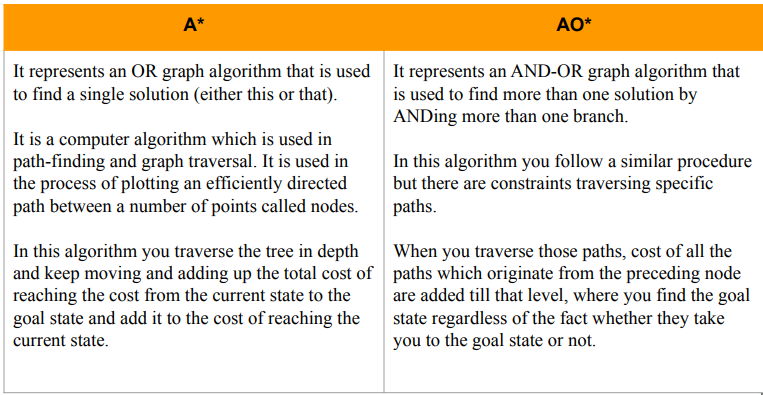 A*
It represents an OR graph algorithm that is used
to find a single solution (either this or that).
It is a computer algorithm which is used in
path-finding and graph traversal. It is used in
the process of plotting an efficiently directed
path between a number of points called nodes.
In this algorithm you traverse the tree in depth
and keep moving and adding up the total cost of
reaching the cost from the current state to the
goal state and add it to the cost of reaching the
current state.
AO*
It represents an AND-OR graph algorithm that
is used to find more than one solution by
ANDing more than one branch.
In this algorithm you follow a similar procedure
but there are constraints traversing specific
paths.
When you traverse those paths, cost of all the
paths which originate from the preceding node
are added till that level, where you find the goal
state regardless of the fact whether they take
you to the goal state or not.